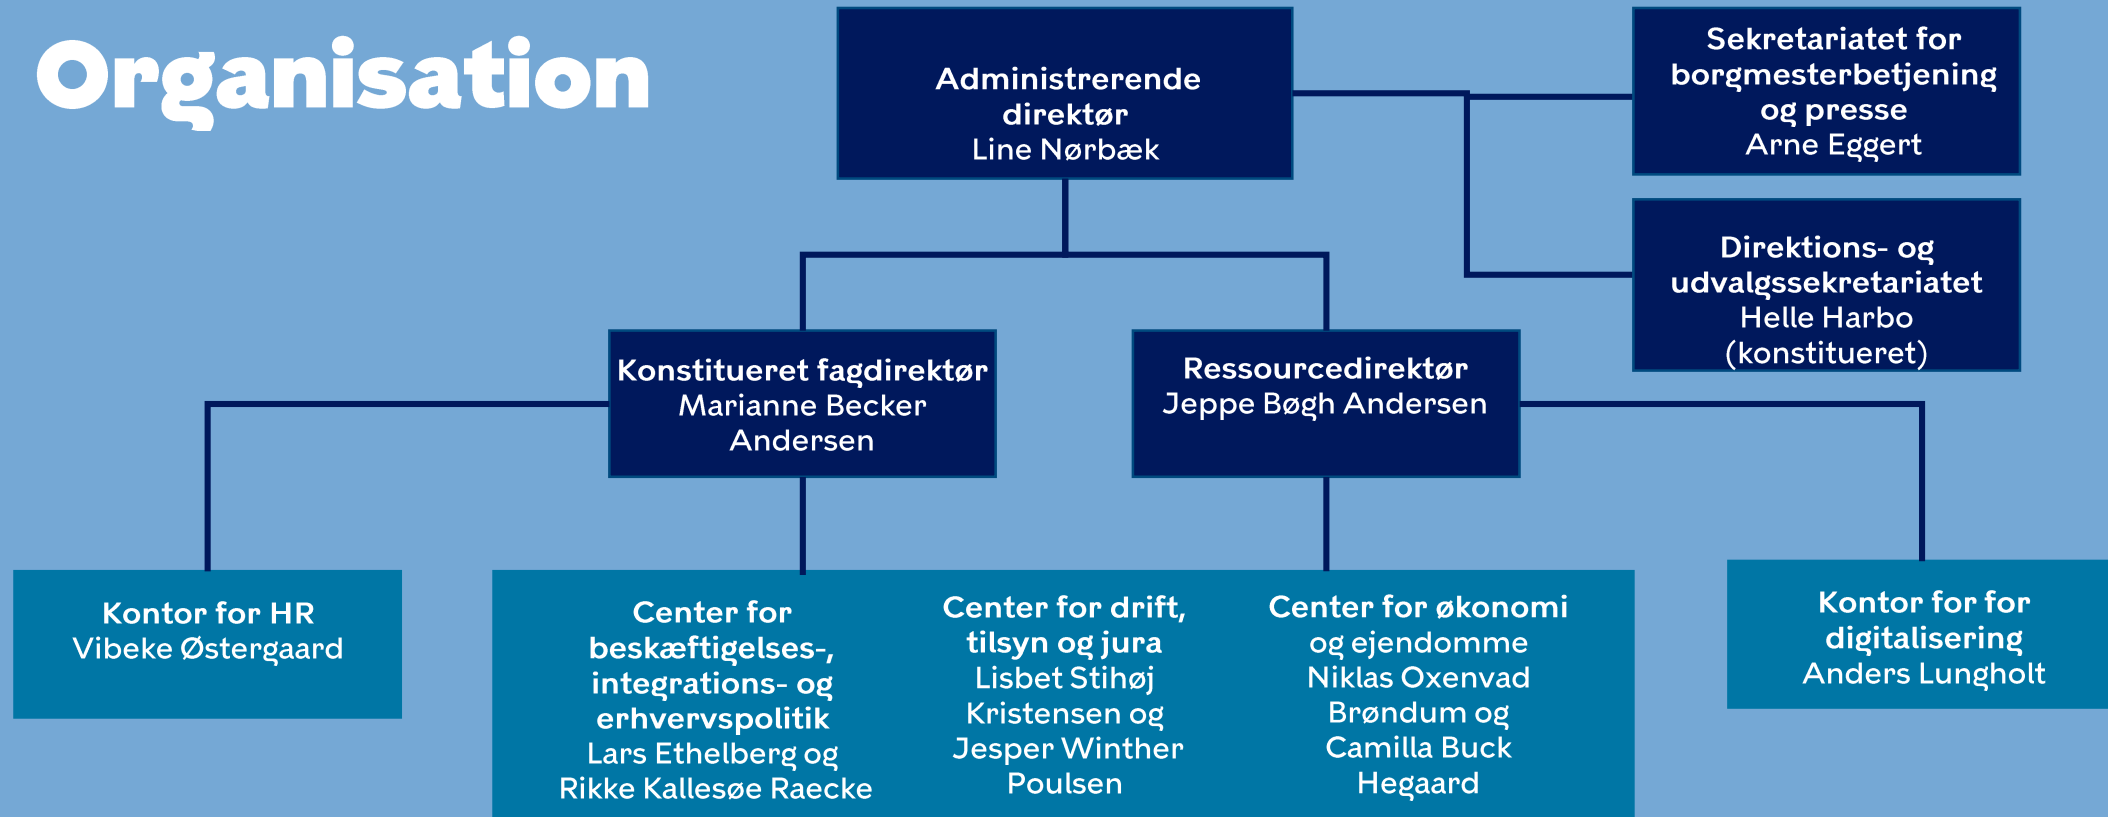 Organisation
Administrerende
direktør
Line Nørbæk
Sekretariatet for
borgmesterbetjening
og presse
Arne Eggert
Direktions- og
udvalgssekretariatet
Helle Harbo
(konstitueret)
Konstitueret fagdirektør
Marianne Becker
Andersen
Ressourcedirektør
Jeppe Bøgh Andersen
Kontor for HR
Vibeke Østergaard
Center for
beskæftigelses-,
integrations- og
erhvervspolitik
Lars Ethelberg og
Rikke Kallesøe Raecke
Center for drift,
tilsyn og jura
Lisbet Stihøj
Kristensen og
Jesper Winther
Poulsen
Center for økonomi
og ejendomme
Niklas Oxenvad
Brøndum og
Camilla Buck
Hegaard
Kontor for for
digitalisering
Anders Lungholt